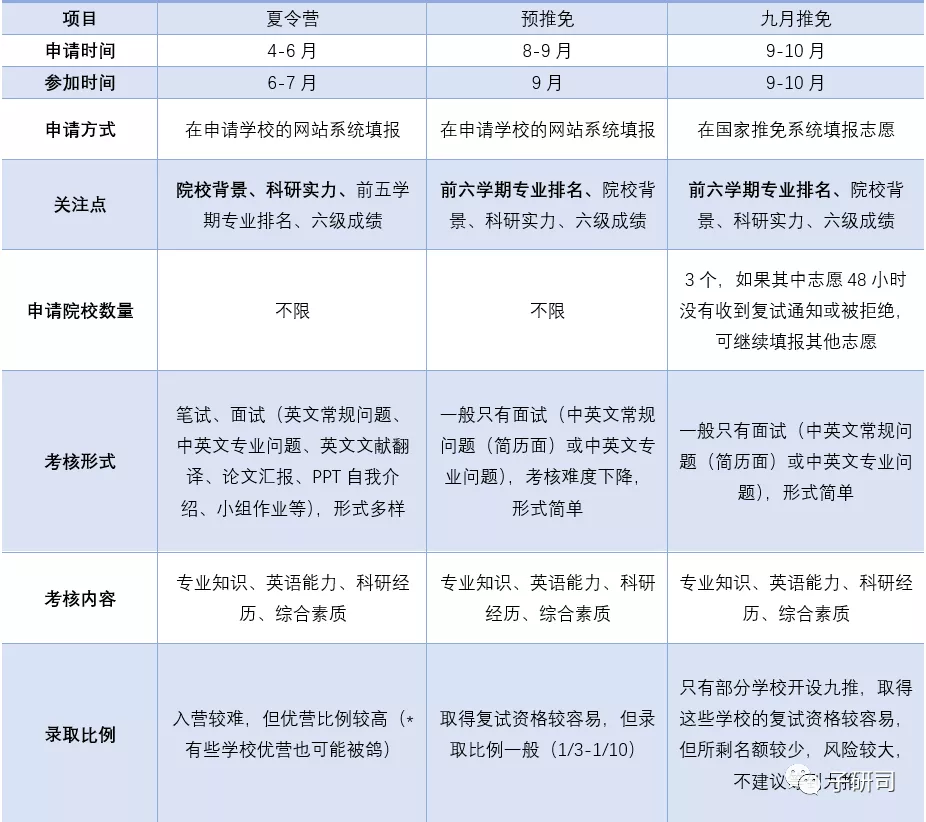 项目 夏令营 预推免 九月推免
申请时间 4-6 月 8-9 月 9-10 月
参加时间 6-7 月 9 月 9-10 月
申请方式 在申请学校的网站系统填报 在申请学校的网站系统填报 在国家推免系统填报志愿
关注点
院校背景、科研实力、前五学
期专业排名、六级成绩
前六学期专业排名、院校背
景、科研实力、六级成绩
前六学期专业排名、院校背
景、科研实力、六级成绩
申请院校数量
不限
不限
3 个，如果其中志愿 48 小时
没有收到复试通知或被拒绝，
可继续填报其他志愿
考核形式
笔试、面试（英文常规问题、
中英文专业问题、英文文献翻
译、论文汇报、PPT 自我介
绍、小组作业等），形式多样
一般只有面试（中英文常规
问题（简历面）或中英文专
业问题），考核难度下降，
形式简单
一般只有面试（中英文常规问
题（简历面）或中英文专业问
题），形式简单
考核内容
专业知识、英语能力、科研经
历、综合素质
专业知识、英语能力、科研
经历、综合素质
专业知识、英语能力、科研经
历、综合素质
录取比例
入营较难，但优营比例较高（*
有些学校优营也可能被鸽）
取得复试资格较容易，但录
取比例一般（1/3-1/10）
只有部分学校开设九推，取得
这些学校的复试资格较容易，
但所剩名额较少，风险较大，
不建议
研司